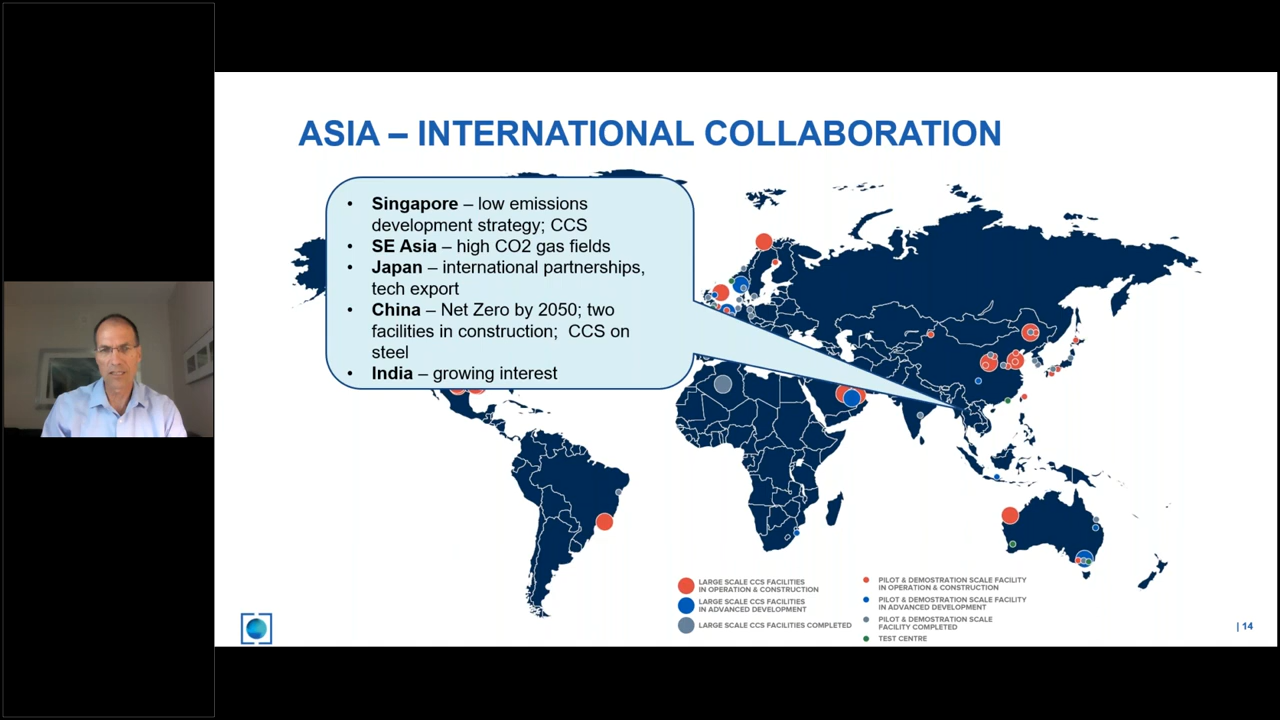 ASIA – INTERNATIONAL COLLABORATION
• Singapore – low emissions
development strategy; CCS
• SE Asia – high CO2 gas fields
• Japan – international partnerships,
tech export
• China – Net Zero by 2050; two
facilities in construction; CCS on
steel
• India – growing interest
LARGE SCALE CCS FACILITIES
IN OPERATION & CONSTRUCTION
LARGE SCALE CCS FACILITIES
IN ADVANCED DEVELOPMENT
LARGE SCALE CCS FACILITIES COMPLETED
PILOT & DEMOSTRATION SCALE FACILITY
IN OPERATION & CONSTRUCTION
PILOT & DEMOSTRATION SCALE FACILITY
IN ADVANCED DEVELOPMENT
PILOT & DEMOSTRATION SCALE
FACILITY COMPLETED
TEST CENTRE
| 14